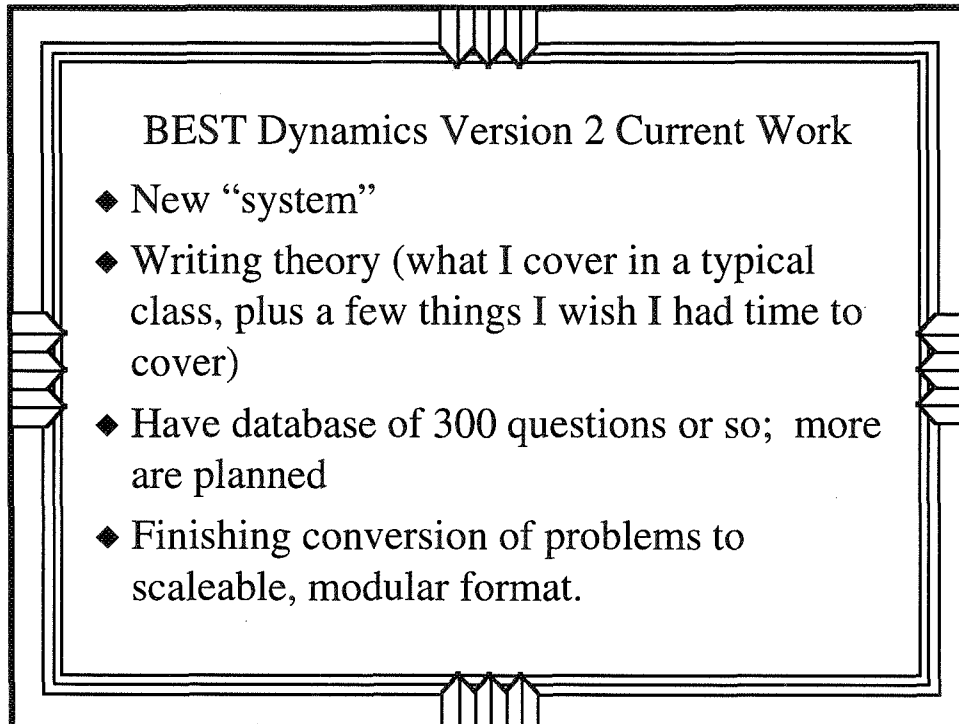 BEST Dynamics Version 2 Current Work
◆ New “system”
◆ Writing theory (what I cover in a typical
class, plus a few things I wish I had time to
cover)
◆ Have database of 300 questions or so;  more
are planned
◆ Finishing conversion of problems to
scaleable, modular format.